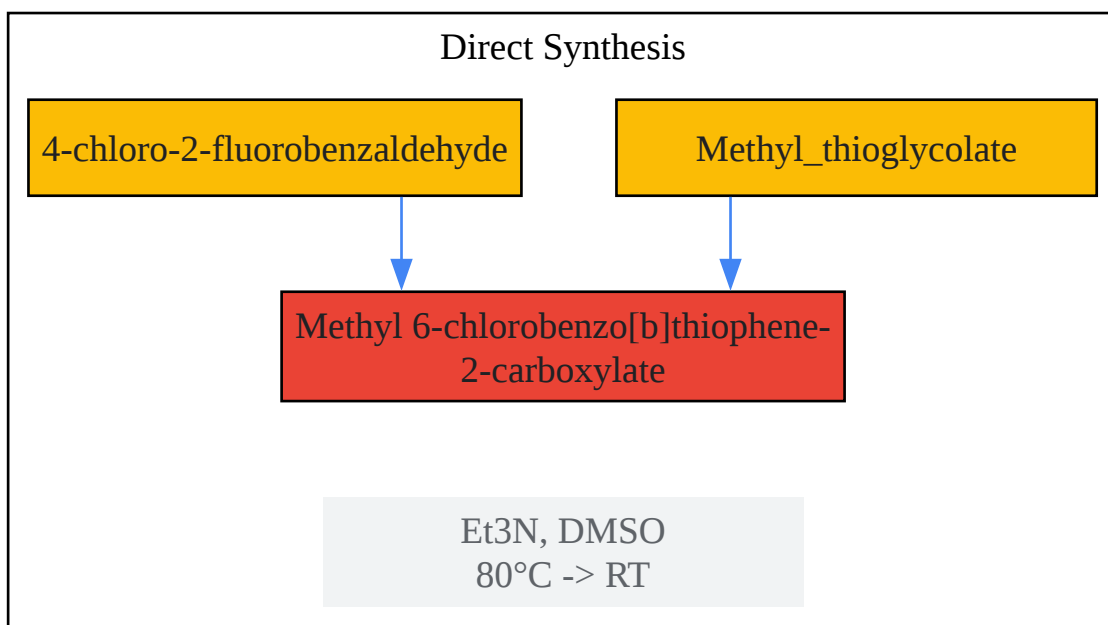 Direct Synthesis
4-chloro-2-fluorobenzaldehyde
Methyl_thioglycolate
Methyl 6-chlorobenzo[b]thiophene-
2-carboxylate
Et3N, DMSO
80°C -> RT